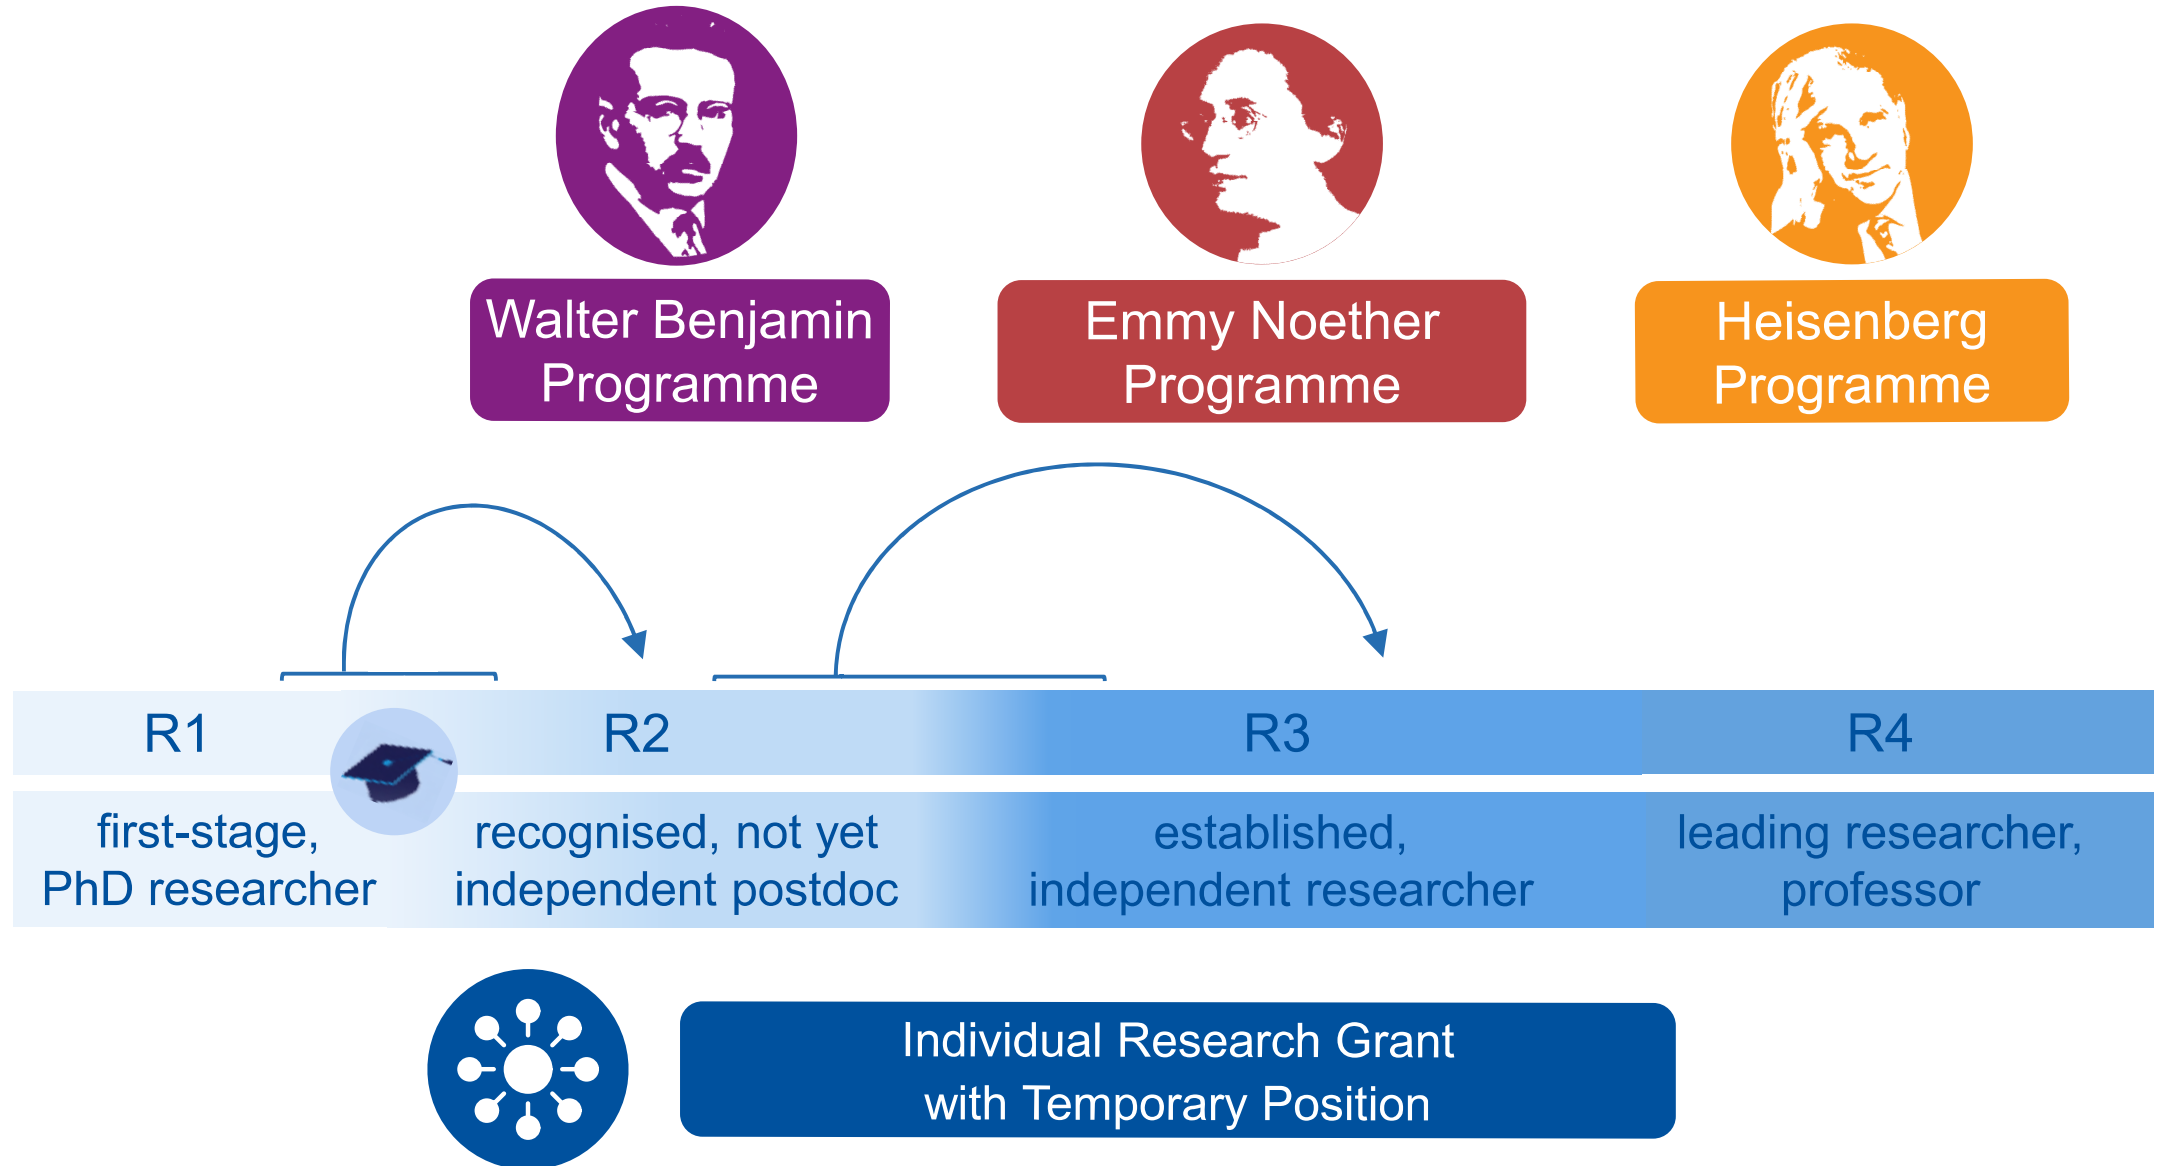 Walter Benjamin
Programme
Emmy Noether
Programme
Heisenberg
Programme
R1
R2
R3
R4
first-stage,
PhD researcher
recognised, not yet
independent postdoc
established,
independent researcher
leading researcher,
professor
Individual Research Grant
with Temporary Position